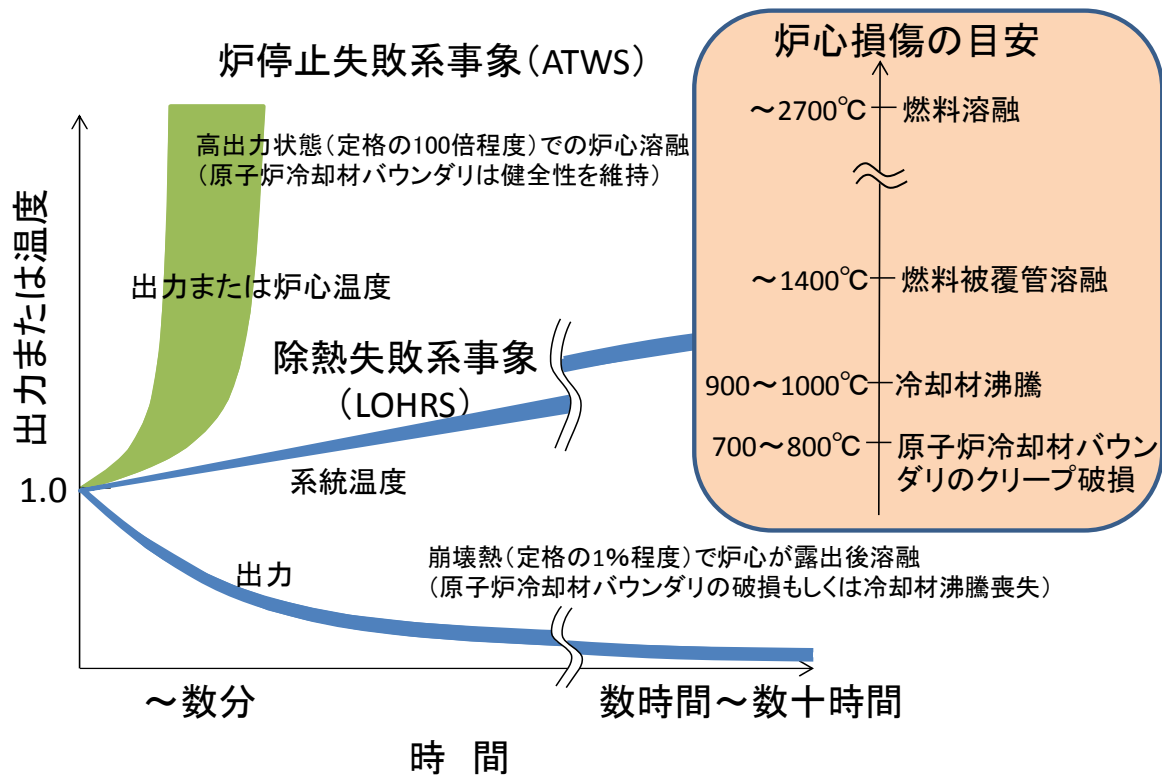 炉停止失敗系事象（ATWS）
高出力状態（定格の100倍程度）での炉心溶融
（原子炉冷却材バウンダリは健全性を維持）
出力または温度
出力または炉心温度
除熱失敗系事象
（LOHRS）
系統温度
1.0
出力
崩壊熱（定格の1%程度）で炉心が露出後溶融
（原子炉冷却材バウンダリの破損もしくは冷却材沸騰喪失）
～数分
数時間～数十時間
時 間
炉心損傷の目安
～2700℃ 燃料溶融
～1400℃ 燃料被覆管溶融
900～1000℃ 冷却材沸騰
700～800℃ 原子炉冷却材バウン
ダリのクリープ破損